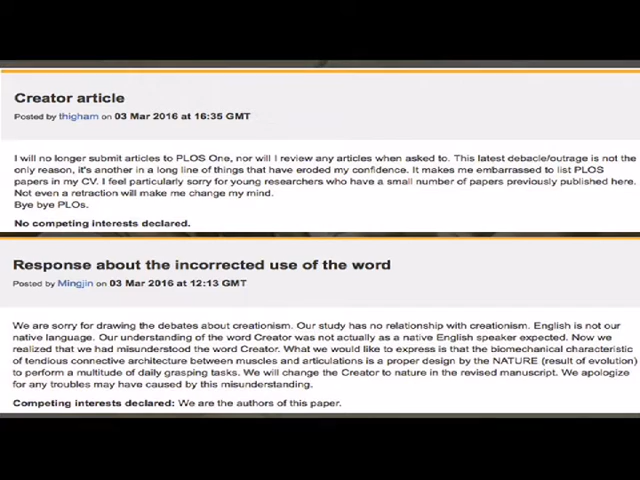 Creator article
Posted by thigham on 03 Mar 2016 at 16:35 GMT
I will no longer submit articles to PLOS One, nor will I review any articles when asked to. This latest debacle/outrage is not the
only reason, it's another in a long line of things that have eroded my confidence. It makes me embarrassed to list PLOS
papers in my CV. I feel particularly sorry for young researchers who have a small number of papers previously published here.
Not even a retraction will make me change my mind.
Bye bye PLOs.
No competing interests declared.
Response about the incorrected use of the word
Posted by Mingjin on 03 Mar 2016 at 12:13 GMT
We are sorry for drawing the debates about creationism. Our study has no relationship with creationism. English is not our
native language. Our understanding of the word Creator was not actually as a native English speaker expected. Now we
realized that we had misunderstood the word Creator. What we would like to express is that the biomechanical characteristic
of tendious connective architecture between muscles and articulations is a proper design by the NATURE (result of evolution)
to perform a multitude of daily grasping tasks. We will change the Creator to nature in the revised manuscript. We apologize
for any troubles may have caused by this misunderstanding.
Competing interests declared: We are the authors of this paper.